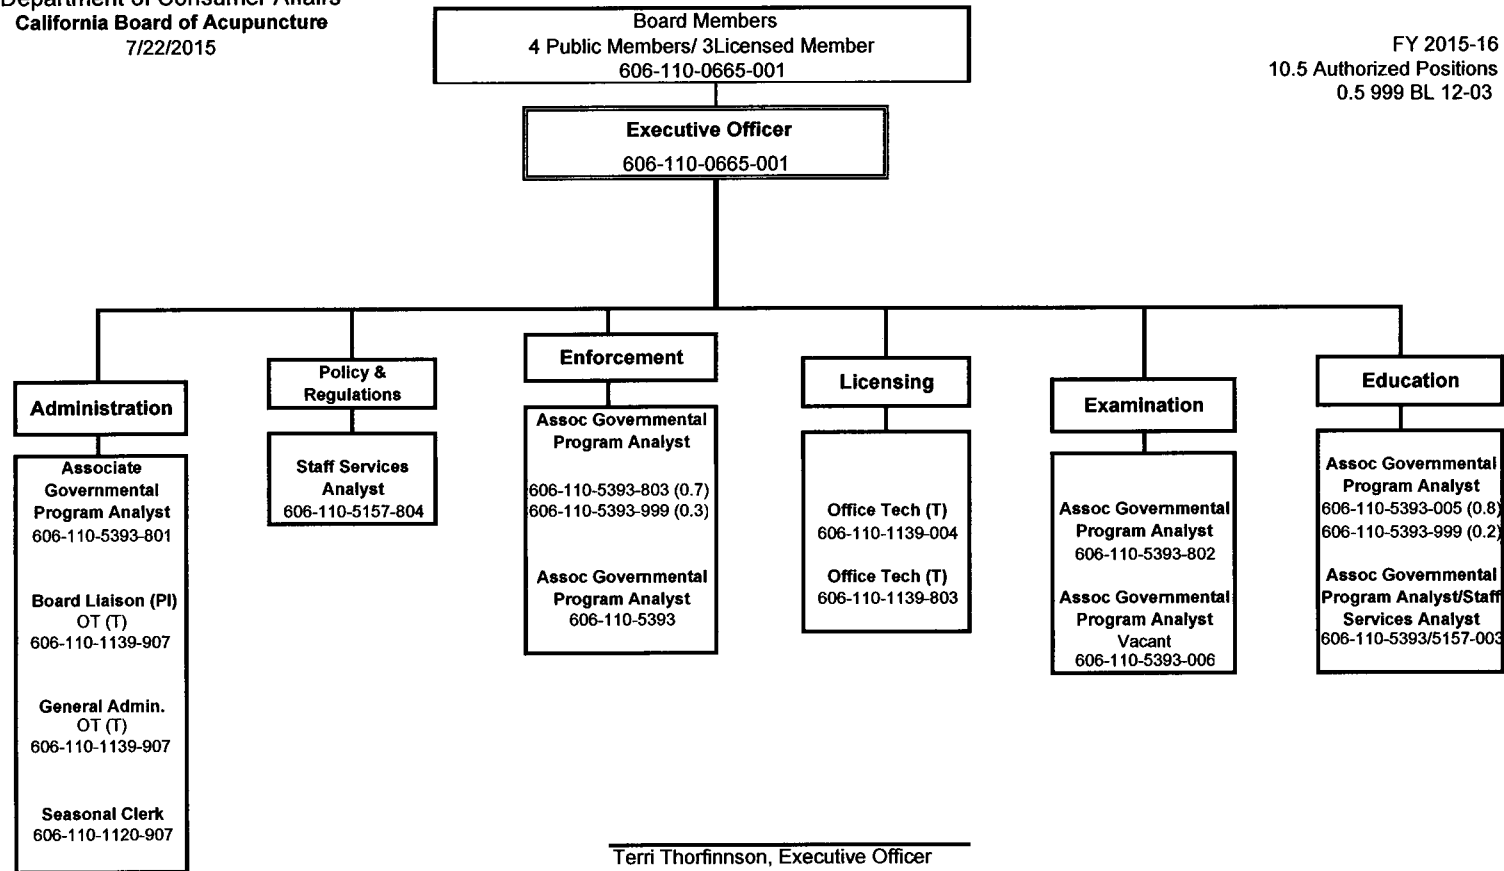 Department of Consumer Affairs
California Board of Acupuncture
7/22/2015
Board Members
4 Public Members/ 3Licensed Member
606-110-0665-001
FY 2015-16
10.5 Authorized Positions
0.5 999 BL 12-03
Executive Officer
606-110-0665-001
Administration
Associate
Governmental
Program Analyst
606-110-5393-801
Board Liaison (PI)
OT (T)
606-110-1139-907
General Admin.
OT (T)
606-110-1139-907
Seasonal Clerk
606-110-1120-907
Policy &
Regulations
Staff Services
Analyst
606-110-5157-804
Enforcement
Assoc Governmental
Program Analyst
606-110-5393-803 (0.7)
606-110-5393-999 (0.3)
Assoc Governmental
Program Analyst
606-110-5393
Licensing
Office Tech (T)
606-110-1139-004
Office Tech (T)
606-110-1139-803
Examination
Assoc Governmental
Program Analyst
606-110-5393-802
Assoc Governmental
Program Analyst
Vacant
606-110-5393-006
Education
Assoc Governmental
Program Analyst
606-110-5393-005 (0.8)
606-110-5393-999 (0.2)
Assoc Governmental
Program Analyst/Staff
Services Analyst
606-110-5393/5157-003
Terri Thorfinnson, Executive Officer